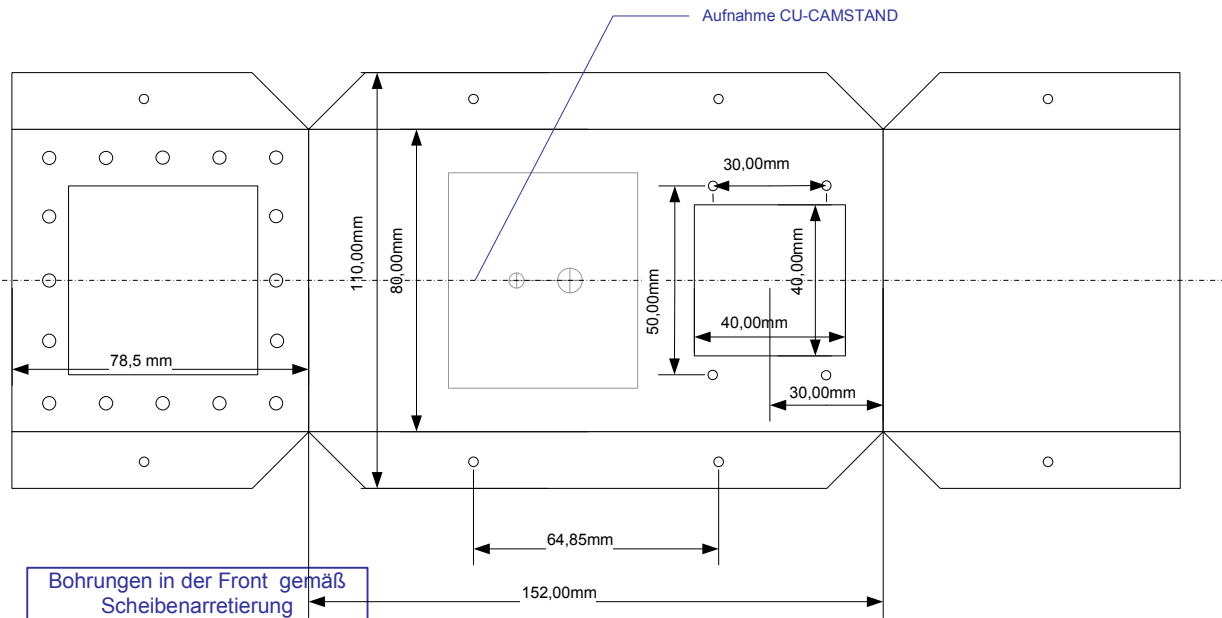 Aufnahme CU-CAMSTAND
30,00mm
110,00mm
80,00mm
50,00mm
40,00mm
40,00mm
78,5 mm
30,00mm
64,85mm
Bohrungen in der Front gemäß
Scheibenarretierung
152,00mm